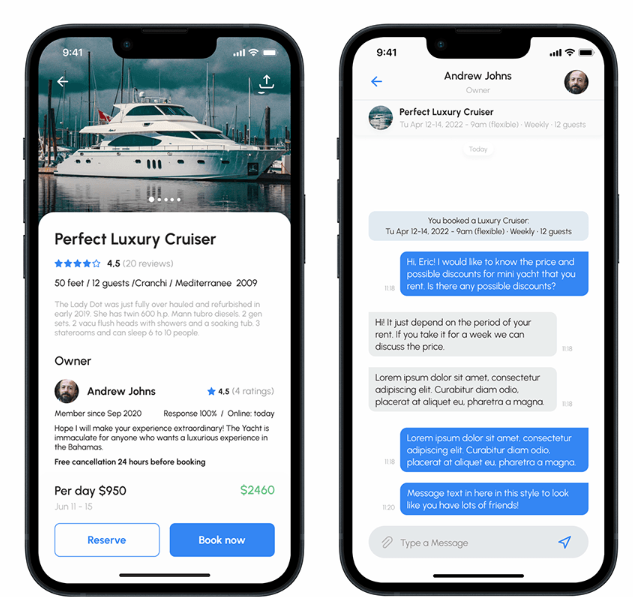 9:41
Perfect Luxury Cruiser
4,5 (20 reviews)
50 feet / 12 guests /Cranchi / Mediterranee 2009
The Lady Dot was just fully over hauled and refurbished in
early 2019. She has twin 600 h.p. Mann tubro diesels. 2 gen
sets. 2 vacu flush heads with showers and a sooking tub. 3
staterooms and can sleep 6 to 10 people.
Owner
Andrew Johns
4.5 (4 ratings)
Member since Sep 2020
Response 100% / Online: today
Hope I will make your experience extraordinary! The Yacht is
immaculate for anyone who wants a luxurious experience in
the Bahamas.
Free cancellation 24 hours before booking
Per day $950
$2460
Jun 11 - 15
Reserve
Book now
9:41
Andrew Johns
Owner
Perfect Luxury Cruiser
Tu Apr 12-14, 2022 - 9am (flexible) · Weekly · 12 guests
Today
You booked a Luxury Cruiser:
Tu Apr 12-14, 2022 - 9am (flexible) · Weekly · 12 guests
Hi, Eric! I would like to know the price and
possible discounts for mini yacht that you
rent. Is there any possible discounts?
11:18
Hi! It just depend on the period of your
rent. If you take it for a week we can
discuss the price.
11:18
Lorem ipsum dolor sit amet, consectetur
adipiscing elit. Curabitur diam odio,
placerat at aliquet eu, pharetra a magna.
11:18
Lorem ipsum dolor sit amet, consectetur
adipiscing elit. Curabitur diam odio,
placerat at aliquet eu, pharetra a magna.
11:18
Message text in here in this style to look
like you have lots of friends!
11:20
Type a Message